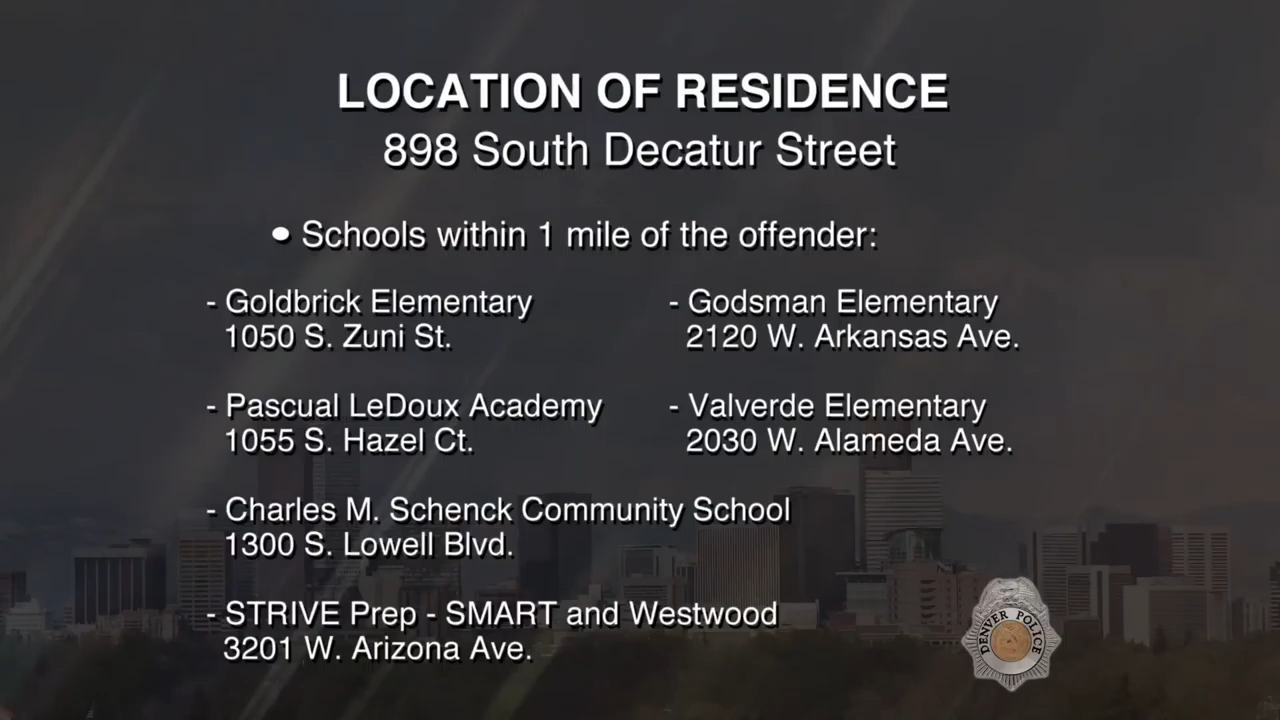 LOCATION OF RESIDENCE
898 South Decatur Street
• Schools within 1 mile of the offender:
- Goldbrick Elementary
1050 S. Zuni St.
- Godsman Elementary
2120 W. Arkansas Ave.
- Pascual LeDoux Academy
1055 S. Hazel Ct.
- Valverde Elementary
2030 W. Alameda Ave.
- Charles M. Schenck Community School
1300 S. Lowell Blvd.
- STRIVE Prep - SMART and Westwood
3201 W. Arizona Ave.
DENVER POLICE